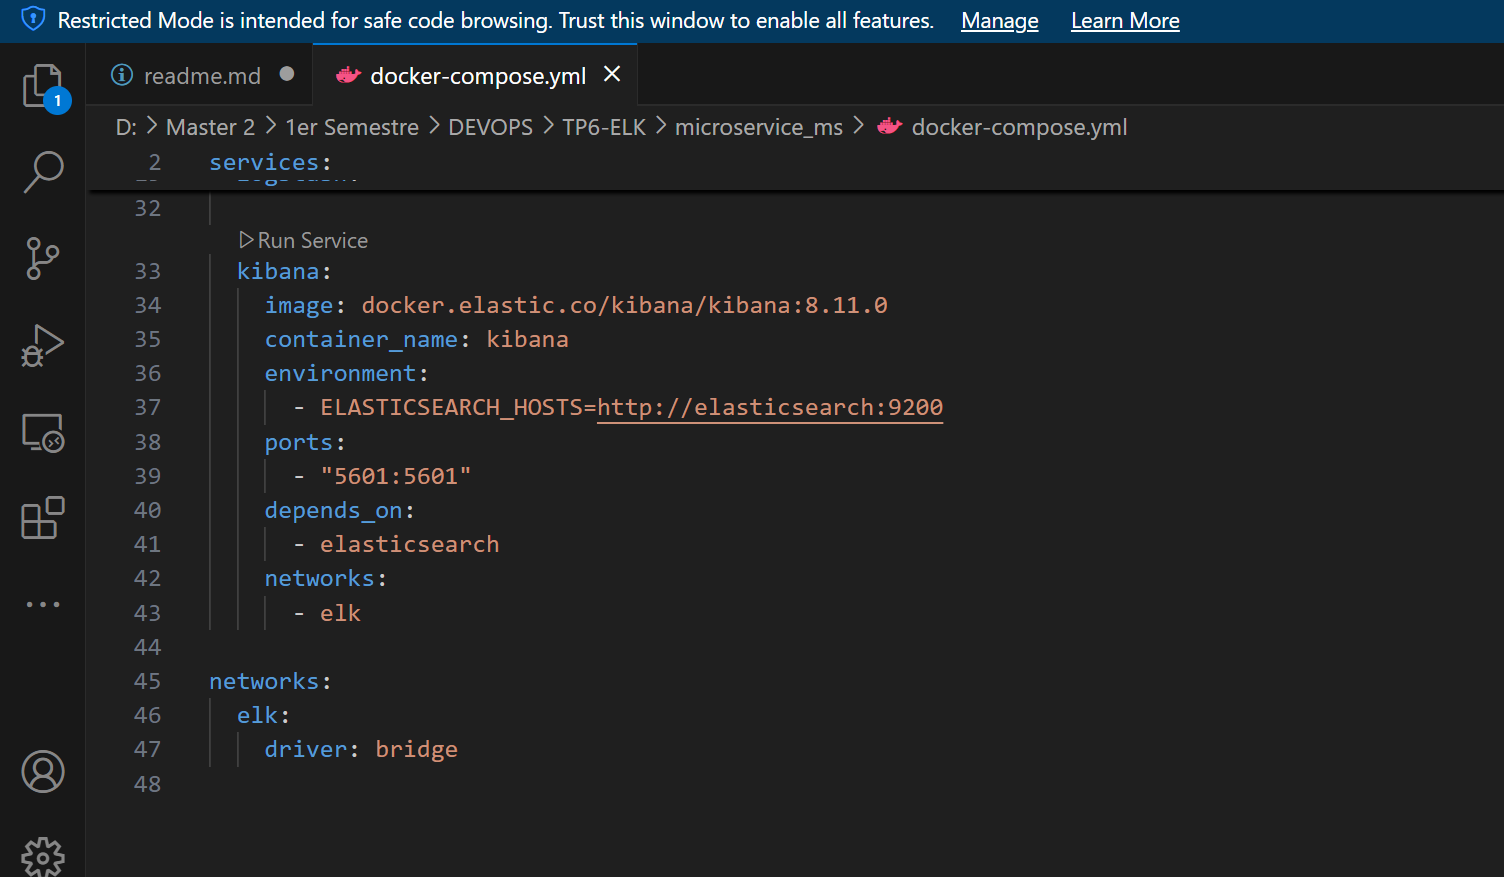 Restricted Mode is intended for safe code browsing. Trust this window to enable all features. Manage Learn More
readme.md docker-compose.yml
D: > Master 2 > 1er Semestre > DEVOPS > TP6-ELK > microservice_ms > docker-compose.yml
1
2 services:
32
Run Service
33 kibana:
34 image: docker.elastic.co/kibana/kibana:8.11.0
35 container_name: kibana
36 environment:
37 - ELASTICSEARCH_HOSTS=http://elasticsearch:9200
38 ports:
39 - "5601:5601"
40 depends_on:
41 - elasticsearch
42 networks:
43 - elk
44
45 networks:
46 elk:
47 driver: bridge
48